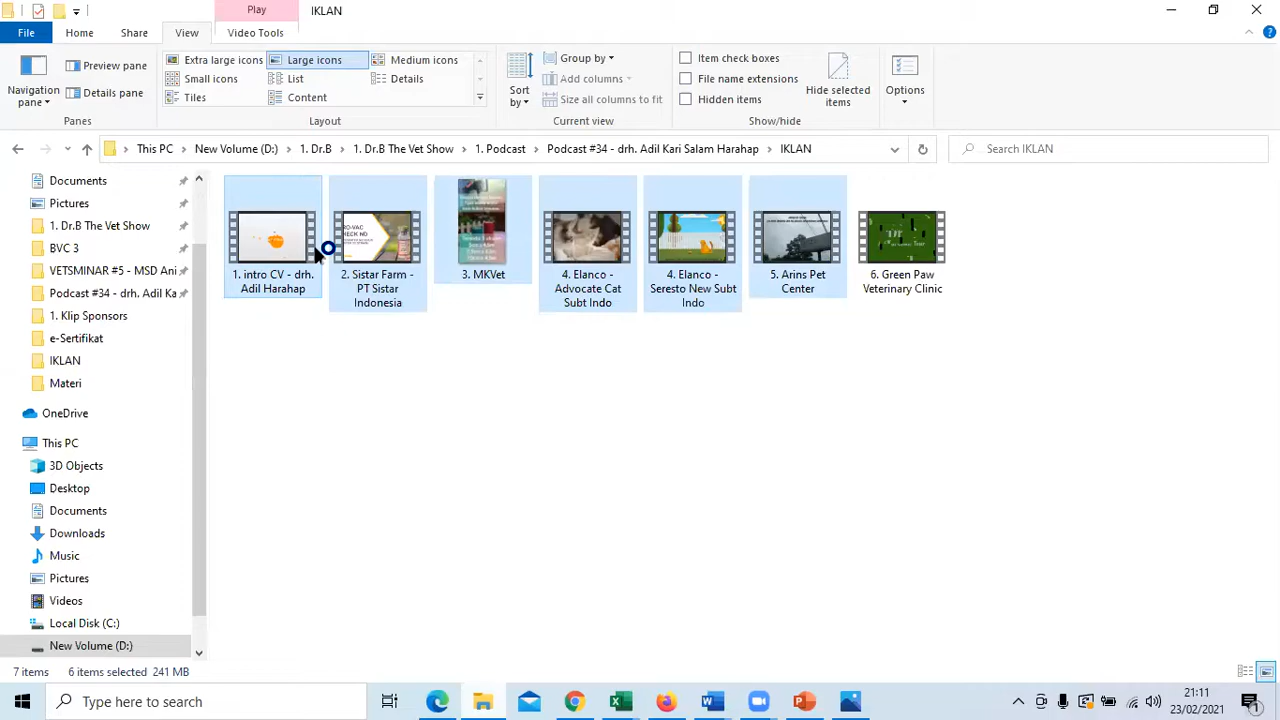 Play
IKLAN
File
Home
Share
View
Video Tools
Navigation pane
Preview pane
Details pane
Panes
Extra large icons
Large icons
Medium icons
Small icons
List
Details
Tiles
Content
Layout
Sort by
Group by
Add columns
Size all columns to fit
Current view
Item check boxes
File name extensions
Hidden items
Hide selected items
Show/hide
Options
This PC
New Volume (D:)
1. Dr.B
1. Dr.B The Vet Show
1. Podcast
Podcast #34 - drh. Adil Kari Salam Harahap
IKLAN
Search IKLAN
Documents
Pictures
1. Dr.B The Vet Show
BVC 3
VETSMINAR #5 - MSD Ani
Podcast #34 - drh. Adil Ka
1. Klip Sponsors
e-Sertifikat
IKLAN
Materi
OneDrive
This PC
3D Objects
Desktop
Documents
Downloads
Music
Pictures
Videos
Local Disk (C:)
New Volume (D:)
1. intro CV - drh.
Adil Harahap
2. Sistar Farm -
PT Sistar
Indonesia
3. MKVet
4. Elanco -
Advocate Cat
Subt Indo
4. Elanco -
Seresto New Subt
Indo
5. Arins Pet
Center
6. Green Paw
Veterinary Clinic
7 items
6 items selected 241 MB
Type here to search
21:11
23/02/2021